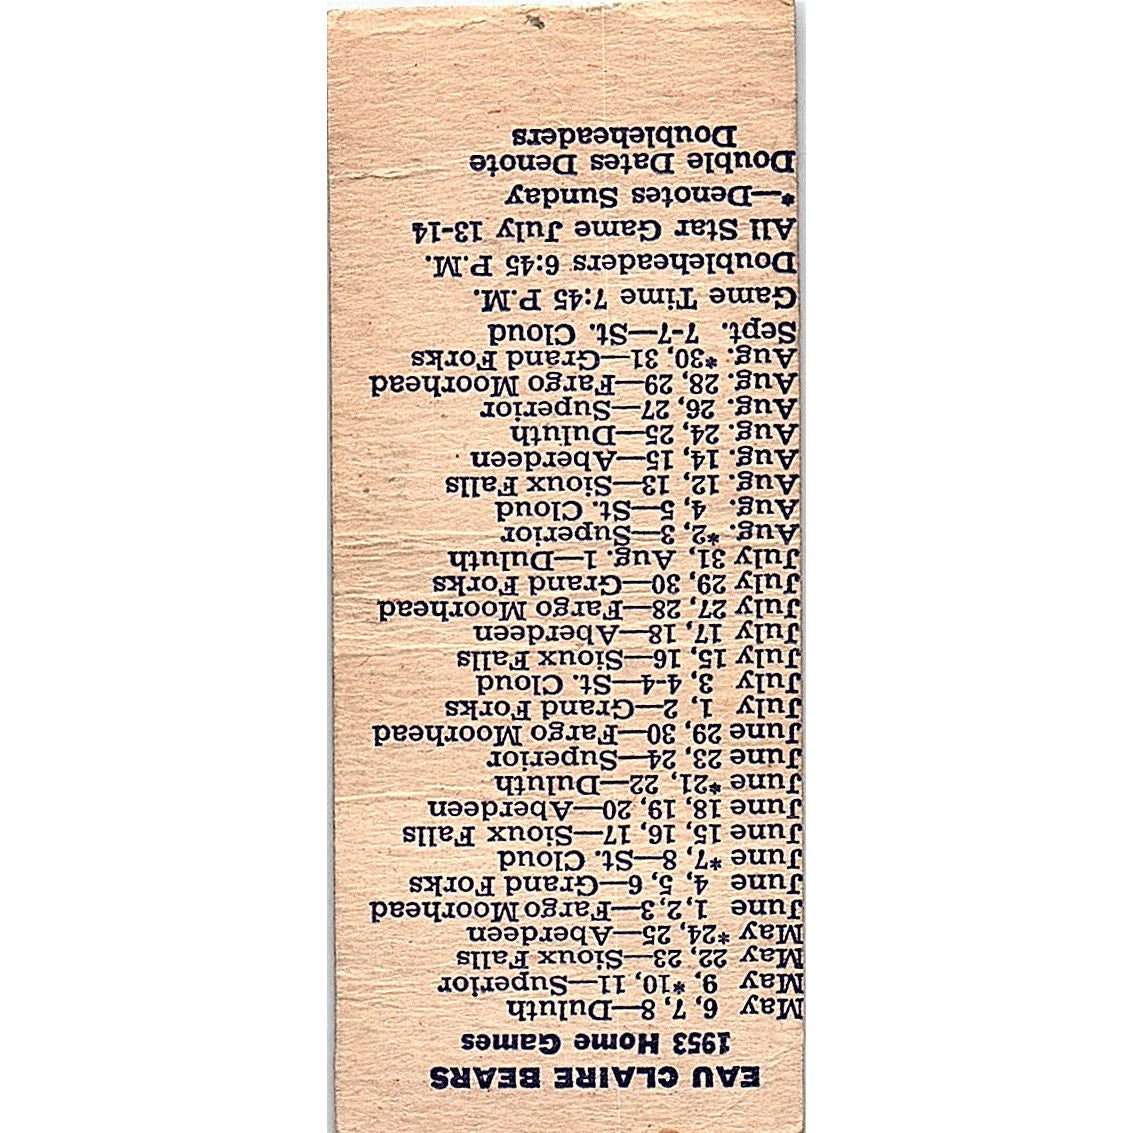 EAU CLAIRE BEARS
1953 Home Games
May 6, 7, 8—Duluth
May 9, *10, 11—Superior
May 22, 23—Sioux Falls
May *24, 25—Aberdeen
June 1,2,3—Fargo Moorhead
June 4, 5, 6—Grand Forks
June *7, 8—St. Cloud
June 15, 16, 17—Sioux Falls
June 18, 19, 20—Aberdeen
June *21, 22—Duluth
June 23, 24—Superior
June 29, 30—Fargo Moorhead
July 1, 2—Grand Forks
July 3, 4-4—St. Cloud
July 15, 16—Sioux Falls
July 17, 18—Aberdeen
July 27, 28—Fargo Moorhead
July 29, 30—Grand Forks
July 31, Aug. 1—Duluth
Aug. *2, 3—Superior
Aug. 4, 5—St. Cloud
Aug. 12, 13—Sioux Falls
Aug. 14, 15—Aberdeen
Aug. 24, 25—Duluth
Aug. 26, 27—Superior
Aug. 28, 29—Fargo Moorhead
Aug. *30, 31—Grand Forks
Sept. 7-7—St. Cloud
Game Time 7:45 P.M.
Doubleheaders 6:45 P.M.
All Star Game July 13-14
*—Denotes Sunday
Double Dates Denote
Doubleheaders